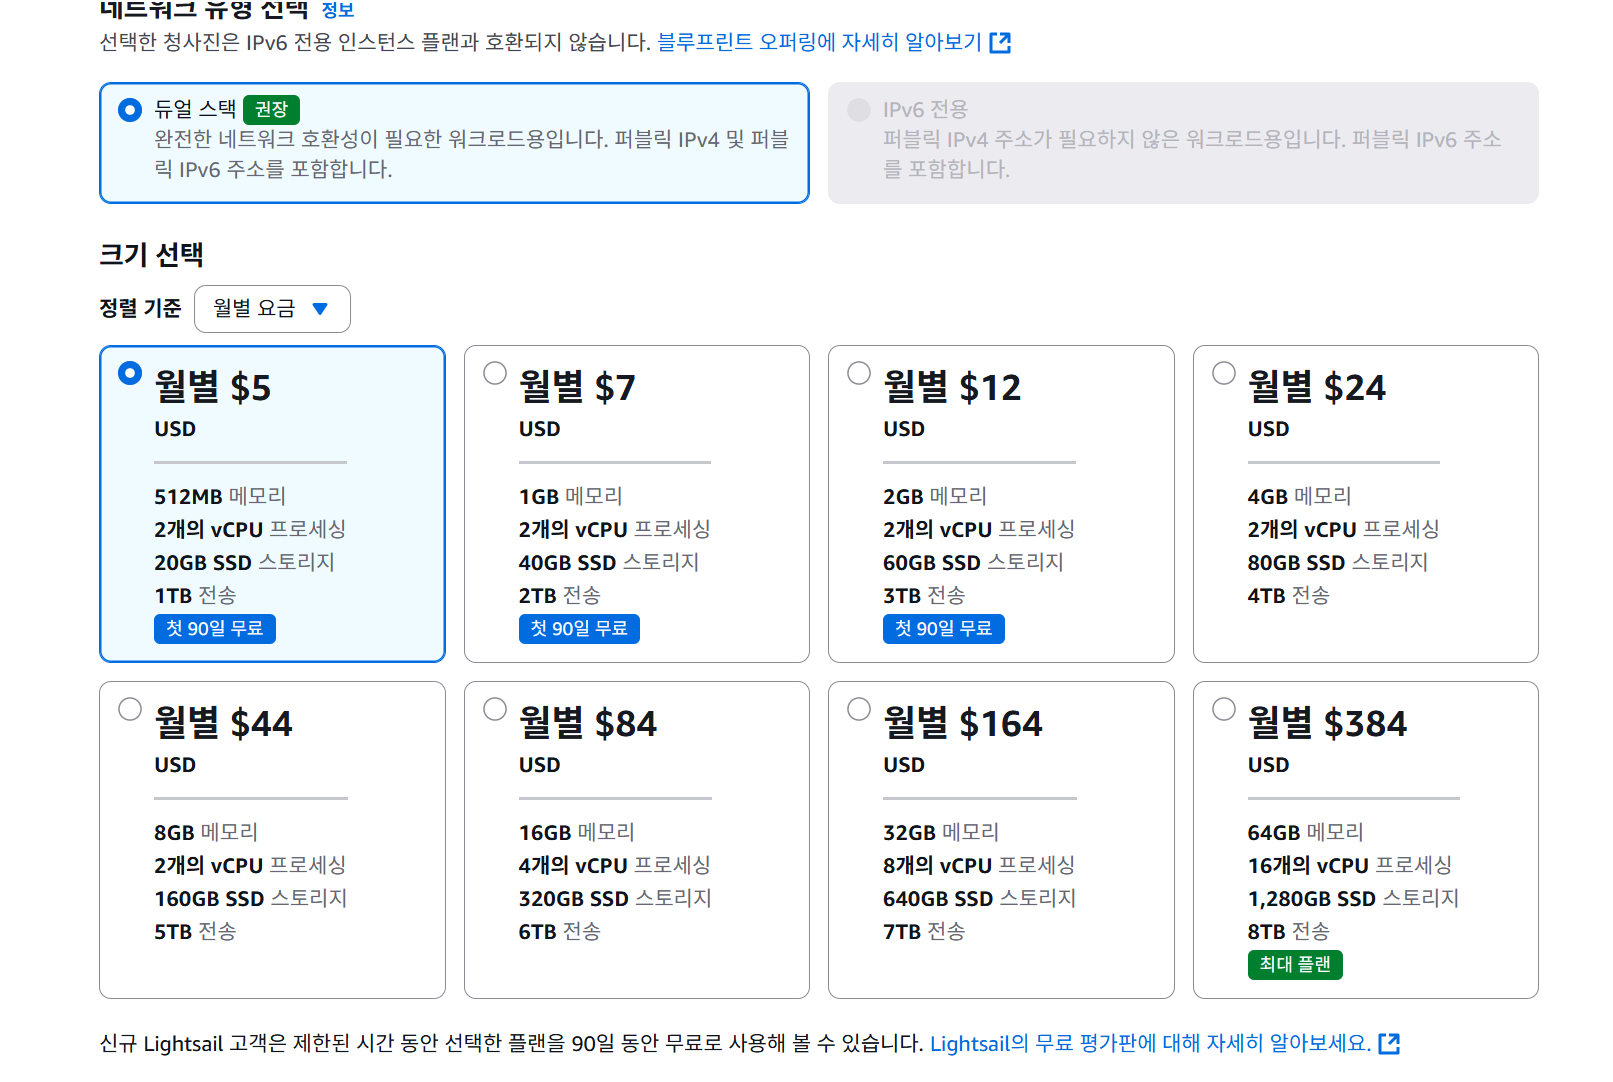 네트워크 유형 선택 정보
선택한 청사진은 IPv6 전용 인스턴스 플랜과 호환되지 않습니다. 블루프린트 오퍼링에 자세히 알아보기
듀얼 스택 권장
완전한 네트워크 호환성이 필요한 워크로드용입니다. 퍼블릭 IPv4 및 퍼블
릭 IPv6 주소를 포함합니다.
IPv6 전용
퍼블릭 IPv4 주소가 필요하지 않은 워크로드용입니다. 퍼블릭 IPv6 주소
를 포함합니다.
크기 선택
정렬 기준 월별 요금
월별 $5
USD
512MB 메모리
2개의 vCPU 프로세싱
20GB SSD 스토리지
1TB 전송
첫 90일 무료
월별 $7
USD
1GB 메모리
2개의 vCPU 프로세싱
40GB SSD 스토리지
2TB 전송
첫 90일 무료
월별 $12
USD
2GB 메모리
2개의 vCPU 프로세싱
60GB SSD 스토리지
3TB 전송
첫 90일 무료
월별 $24
USD
4GB 메모리
2개의 vCPU 프로세싱
80GB SSD 스토리지
4TB 전송
월별 $44
USD
8GB 메모리
2개의 vCPU 프로세싱
160GB SSD 스토리지
5TB 전송
월별 $84
USD
16GB 메모리
4개의 vCPU 프로세싱
320GB SSD 스토리지
6TB 전송
월별 $164
USD
32GB 메모리
8개의 vCPU 프로세싱
640GB SSD 스토리지
7TB 전송
월별 $384
USD
64GB 메모리
16개의 vCPU 프로세싱
1,280GB SSD 스토리지
8TB 전송
최대 플랜
신규 Lightsail 고객은 제한된 시간 동안 선택한 플랜을 90일 동안 무료로 사용해 볼 수 있습니다. Lightsail의 무료 평가판에 대해 자세히 알아보세요.